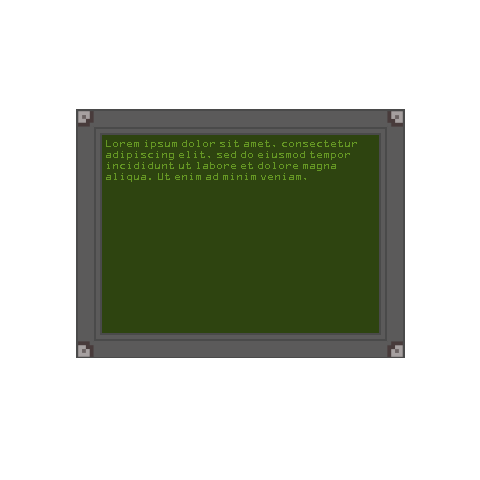 Lorem ipsum dolor sit amet. consectetur
adipiscing elit. sed do eiusmod tempor
incididunt ut labore et dolore magna
aliqua. Ut enim ad minim veniam.